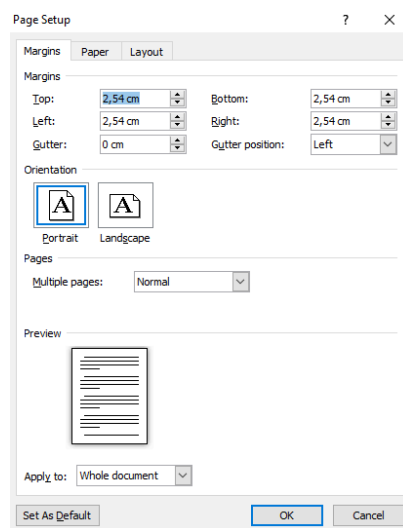 Page Setup ? ×
Margins Paper Layout
Margins
Top: 2,54 cm Bottom: 2,54 cm
Left: 2,54 cm Right: 2,54 cm
Gutter: 0 cm Gutter position: Left
Orientation
A A
Portrait Landscape
Pages
Multiple pages: Normal
Preview
Apply to: Whole document
Set As Default OK Cancel